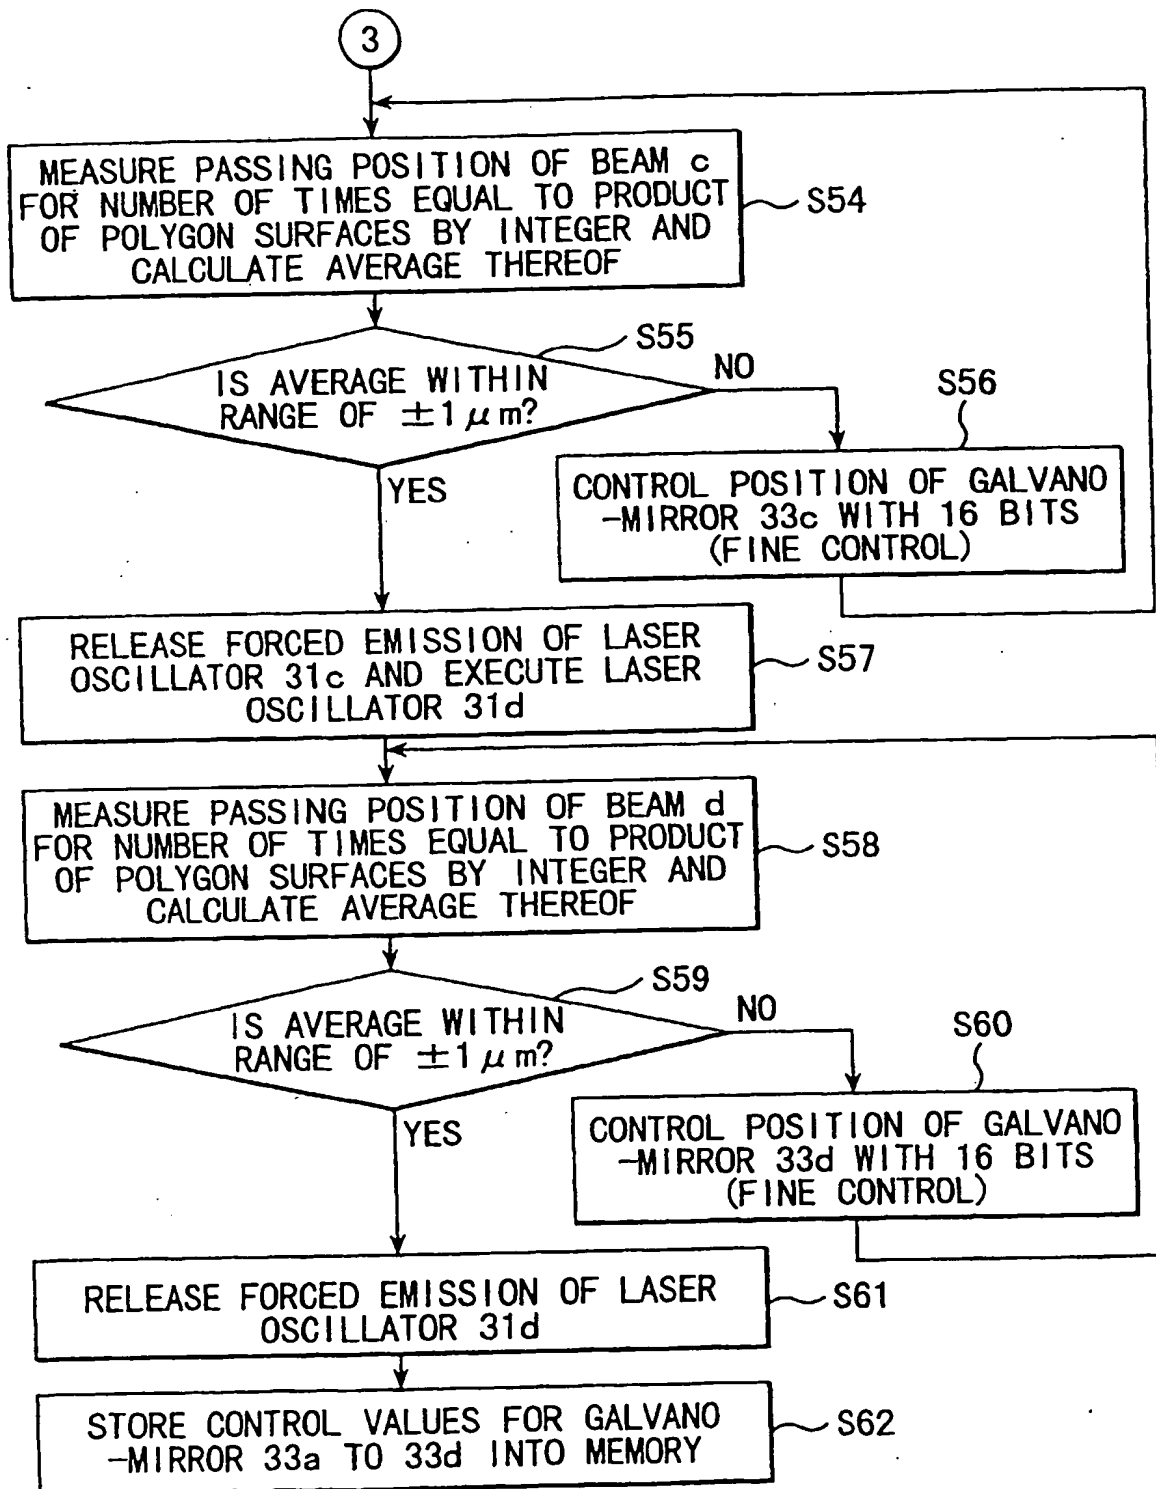 3
MEASURE PASSING POSITION OF BEAM c
FOR NUMBER OF TIMES EQUAL TO PRODUCT
OF POLYGON SURFACES BY INTEGER AND
CALCULATE AVERAGE THEREOF
S54
S55
IS AVERAGE WITHIN
RANGE OF ±1 μm?
NO
YES
S56
CONTROL POSITION OF GALVANO
-MIRROR 33c WITH 16 BITS
(FINE CONTROL)
RELEASE FORCED EMISSION OF LASER
OSCILLATOR 31c AND EXECUTE LASER
OSCILLATOR 31d
S57
MEASURE PASSING POSITION OF BEAM d
FOR NUMBER OF TIMES EQUAL TO PRODUCT
OF POLYGON SURFACES BY INTEGER AND
CALCULATE AVERAGE THEREOF
S58
S59
IS AVERAGE WITHIN
RANGE OF ±1 μm?
NO
YES
S60
CONTROL POSITION OF GALVANO
-MIRROR 33d WITH 16 BITS
(FINE CONTROL)
RELEASE FORCED EMISSION OF LASER
OSCILLATOR 31d
S61
STORE CONTROL VALUES FOR GALVANO
-MIRROR 33a TO 33d INTO MEMORY
S62